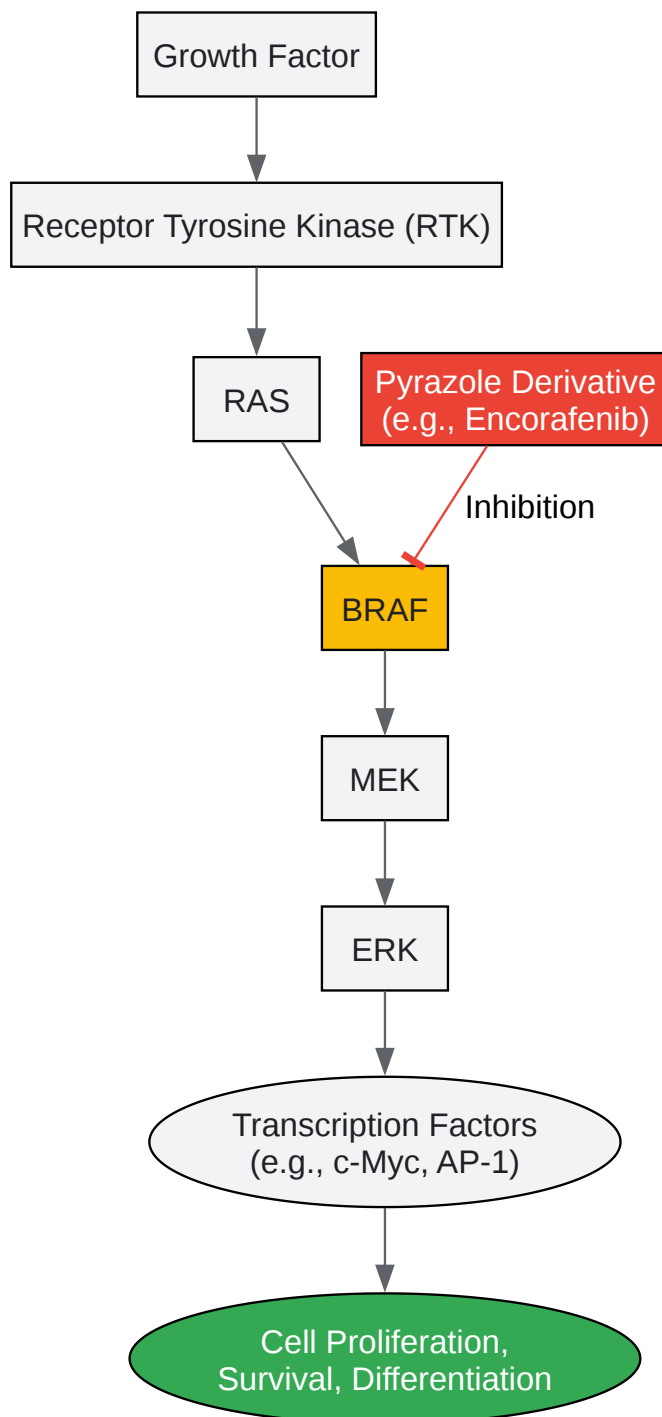 Growth Factor
Receptor Tyrosine Kinase (RTK)
RAS
Pyrazole Derivative
(e.g., Encorafenib)
Inhibition
BRAF
MEK
ERK
Transcription Factors
(e.g., c-Myc, AP-1)
Cell Proliferation,
Survival, Differentiation